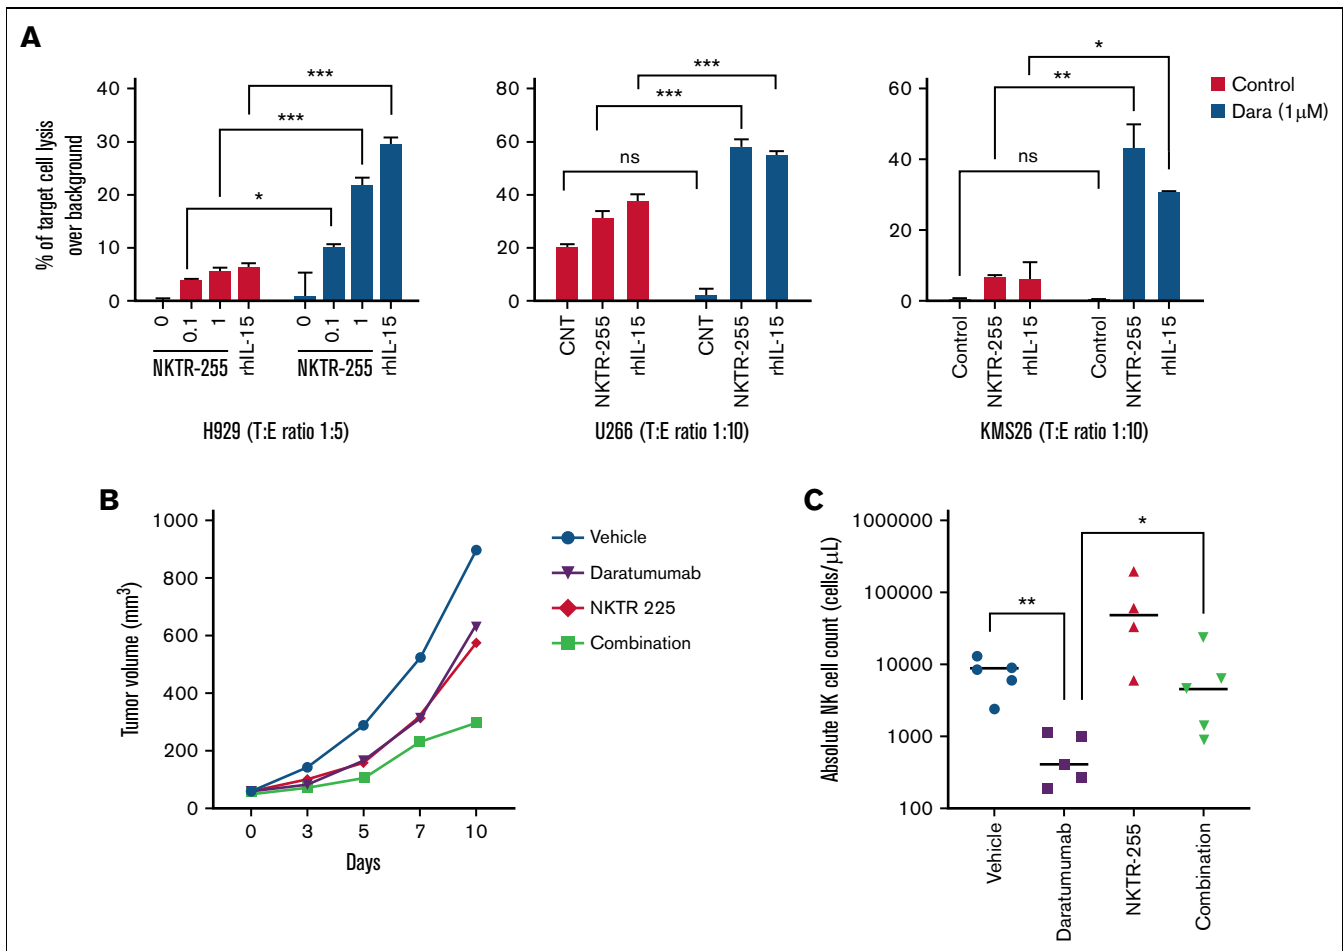 A
*** *** *
*** *** **
* ns ns
Control
Dara (1μM)
% of target cell lysis
over background
40
30
20
10
0
80
60
40
20
0
60
40
20
0
0 0.1 1 rhIL-15 0 0.1 1 rhIL-15
NKTR-255 NKTR-255
CNT NKTR-255 rhIL-15 CNT NKTR-255 rhIL-15
Control NKTR-255 rhIL-15 Control NKTR-255 rhIL-15
H929 (T:E ratio 1:5)
U266 (T:E ratio 1:10)
KMS26 (T:E ratio 1:10)
B
Tumor volume (mm3)
1000
800
600
400
200
0
0 3 5 7 10
Days
Vehicle
Daratumumab
NKTR 225
Combination
C
Absolute NK cell count (cells/μL)
1000000
100000
10000
1000
100
**
*
Vehicle
Daratumumab
NKTR-255
Combination